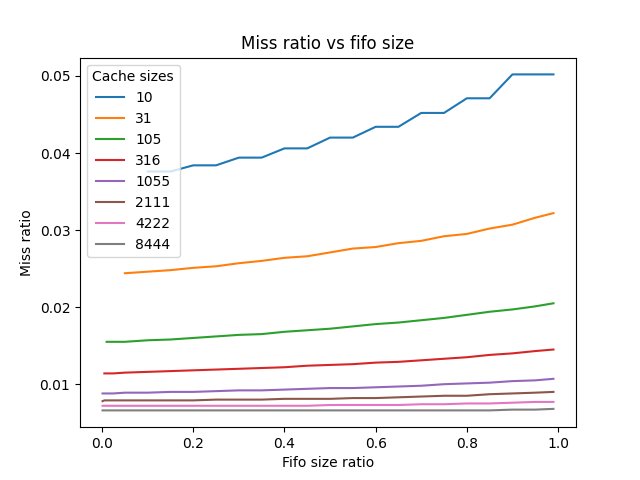 Miss ratio vs fifo size
Cache sizes
10
31
105
316
1055
2111
4222
8444
0.05
0.04
0.03
0.02
0.01
Miss ratio
0.0 0.2 0.4 0.6 0.8 1.0
Fifo size ratio